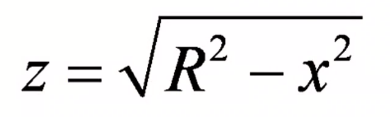 z = √(R² − x²)